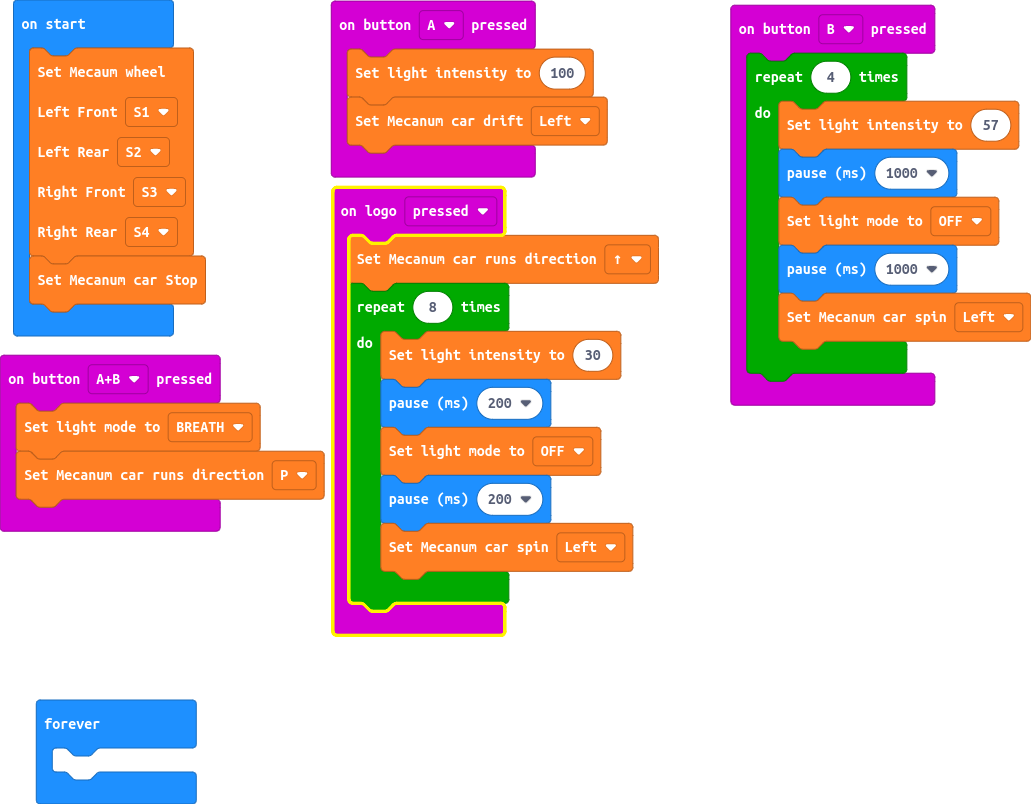 on start
Set Mecaum wheel
Left Front S1
Left Rear S2
Right Front S3
Right Rear S4
Set Mecanum car Stop
on button A+B pressed
Set light mode to BREATH
Set Mecanum car runs direction P
forever
on button A pressed
Set light intensity to 100
Set Mecanum car drift Left
on logo pressed
Set Mecanum car runs direction ↑
repeat 8 times
do
Set light intensity to 30
pause (ms) 200
Set light mode to OFF
pause (ms) 200
Set Mecanum car spin Left
on button B pressed
repeat 4 times
do
Set light intensity to 57
pause (ms) 1000
Set light mode to OFF
pause (ms) 1000
Set Mecanum car spin Left